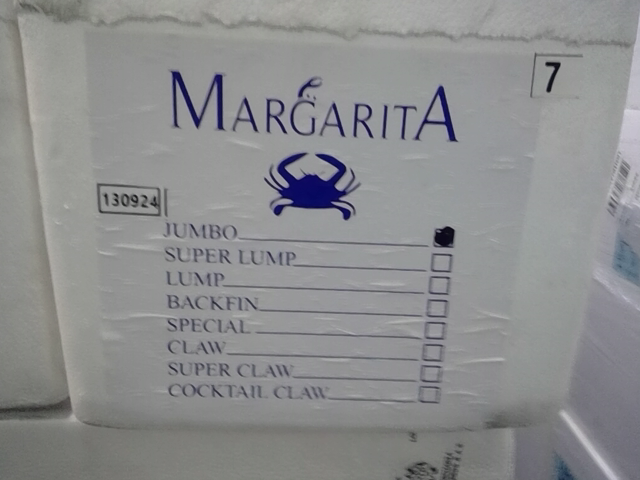 7
MARGARITA
130924
JUMBO
SUPER LUMP
LUMP
BACKFIN
SPECIAL
CLAW
SUPER CLAW
COCKTAIL CLAW